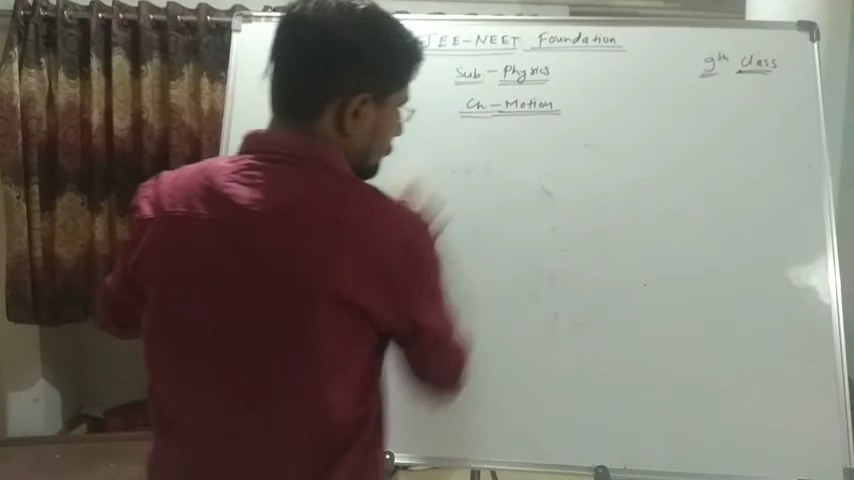 JEE-NEET Foundation
Sub.- Physics
9th Class
Ch - Motion